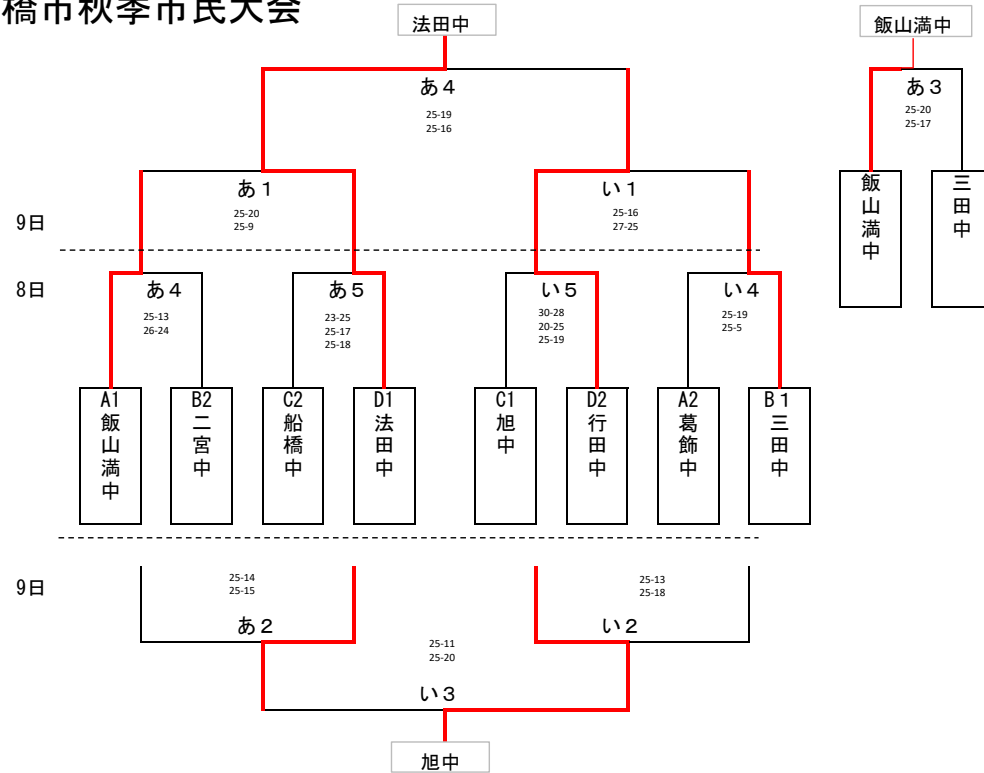 橋市秋季市民大会
法田中
飯山満中
あ４
25-19
25-16
あ３
25-20
25-17
飯山満中
三田中
9日
あ１
25-20
25-9
い１
25-16
27-25
8日
あ４
25-13
26-24
あ５
23-25
25-17
25-18
い５
30-28
20-25
25-19
い４
25-19
25-5
A1
飯山満中
B2
二宮中
C2
船橋中
D1
法田中
C1
旭中
D2
行田中
A2
葛飾中
B１
三田中
9日
25-14
25-15
あ２
25-13
25-18
い２
25-11
25-20
い３
旭中